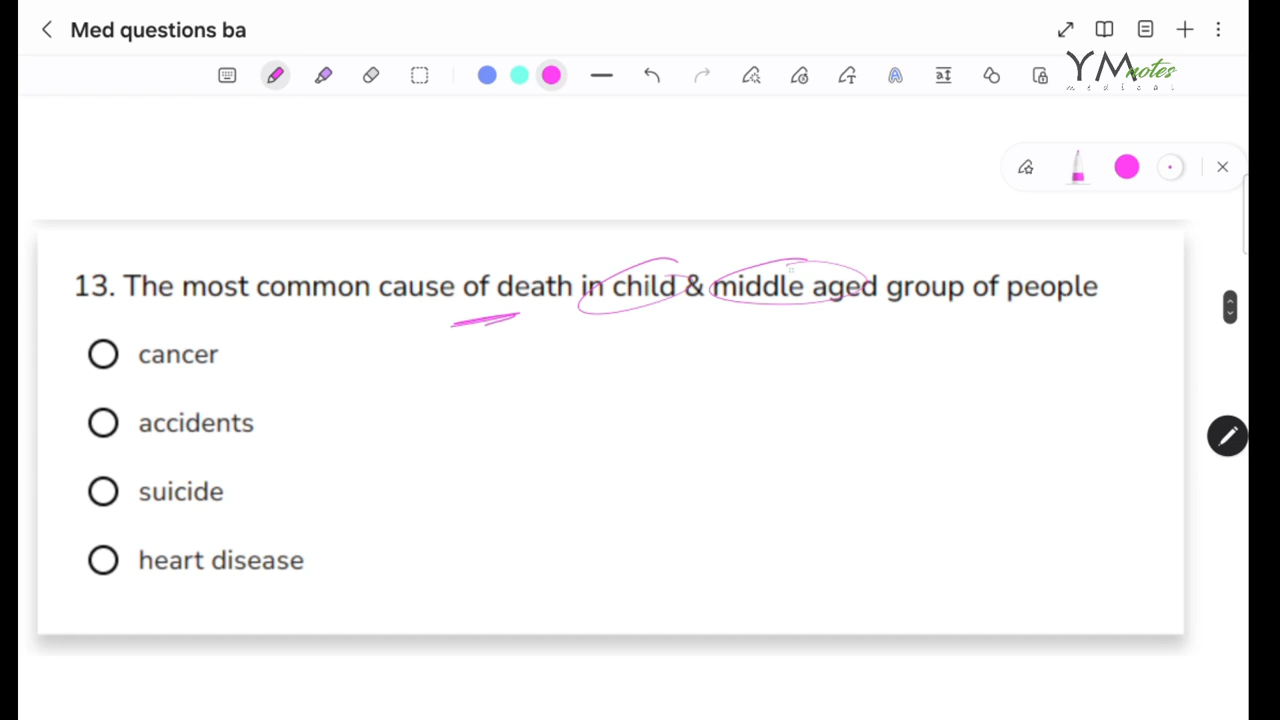 Med questions ba
YM notes
medical
13. The most common cause of death in child & middle aged group of people
cancer
accidents
suicide
heart disease